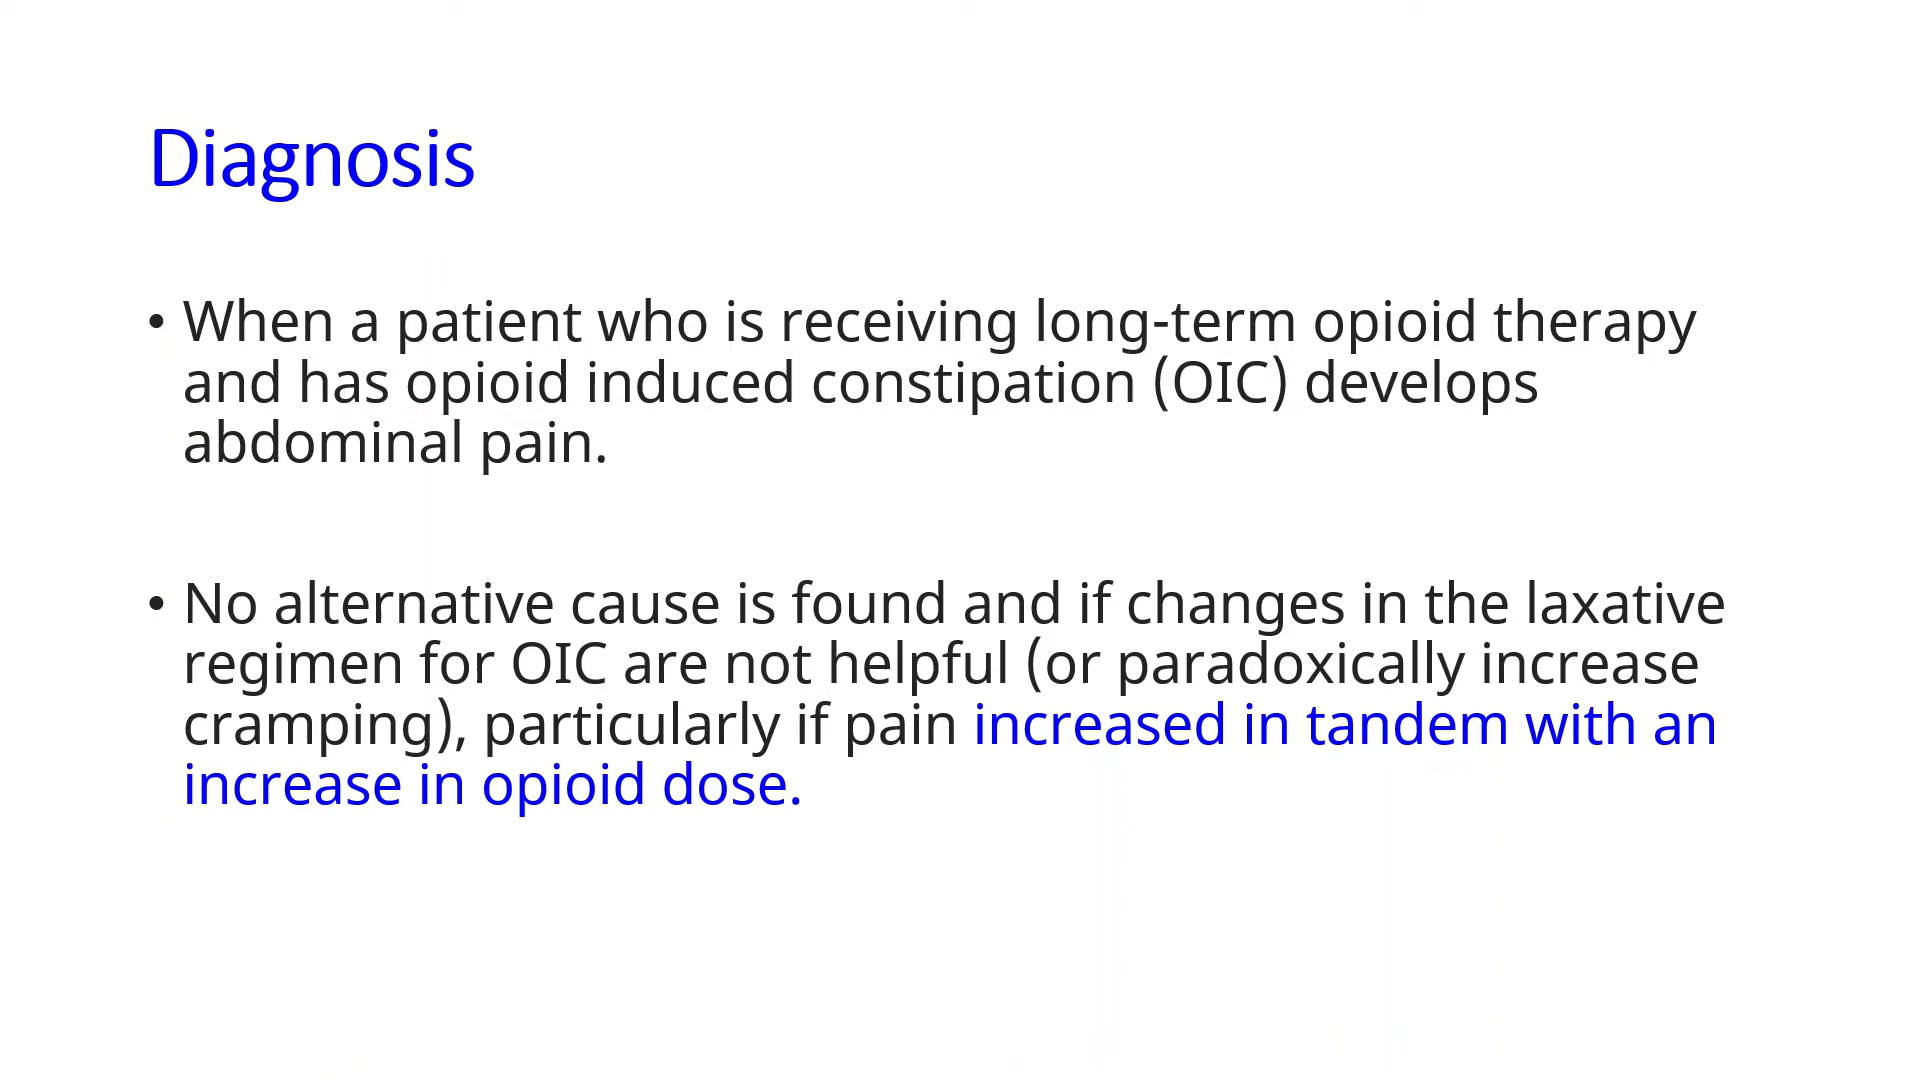 Diagnosis
• When a patient who is receiving long-term opioid therapy
and has opioid induced constipation (OIC) develops
abdominal pain.
• No alternative cause is found and if changes in the laxative
regimen for OIC are not helpful (or paradoxically increase
cramping), particularly if pain increased in tandem with an
increase in opioid dose.